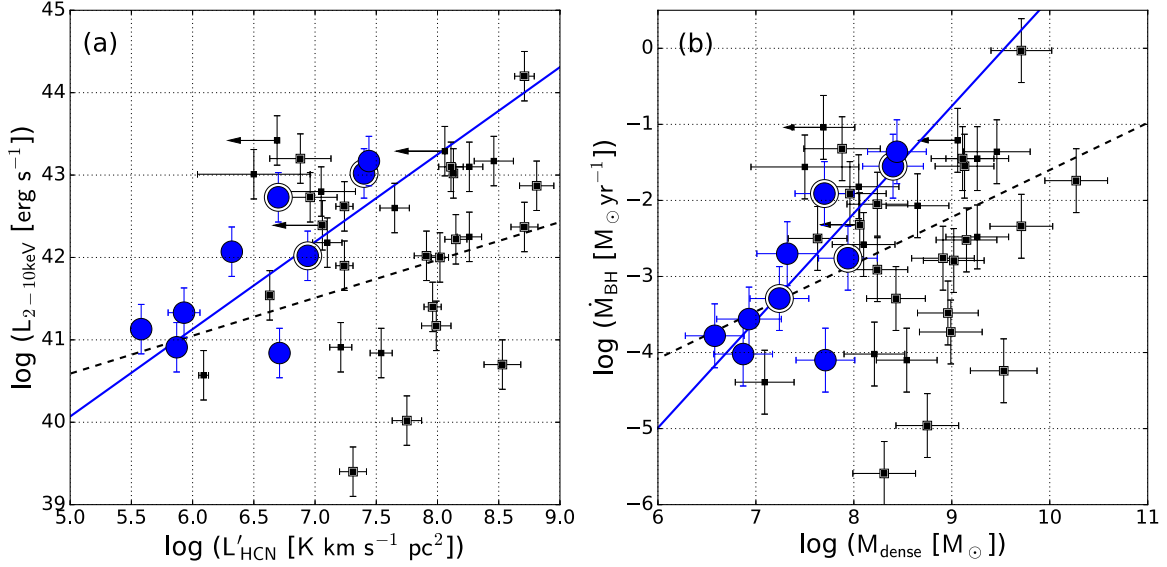 (a)
45
44
43
42
41
40
39
log (L₂₋₁₀ₖₑᵥ [erg s⁻¹])
5.0 5.5 6.0 6.5 7.0 7.5 8.0 8.5 9.0
log (L′HCN [K km s⁻¹ pc²])
(b)
0
−1
−2
−3
−4
−5
−6
log (ṀBH [M⊙yr⁻¹])
6 7 8 9 10 11
log (Mdense [M⊙])